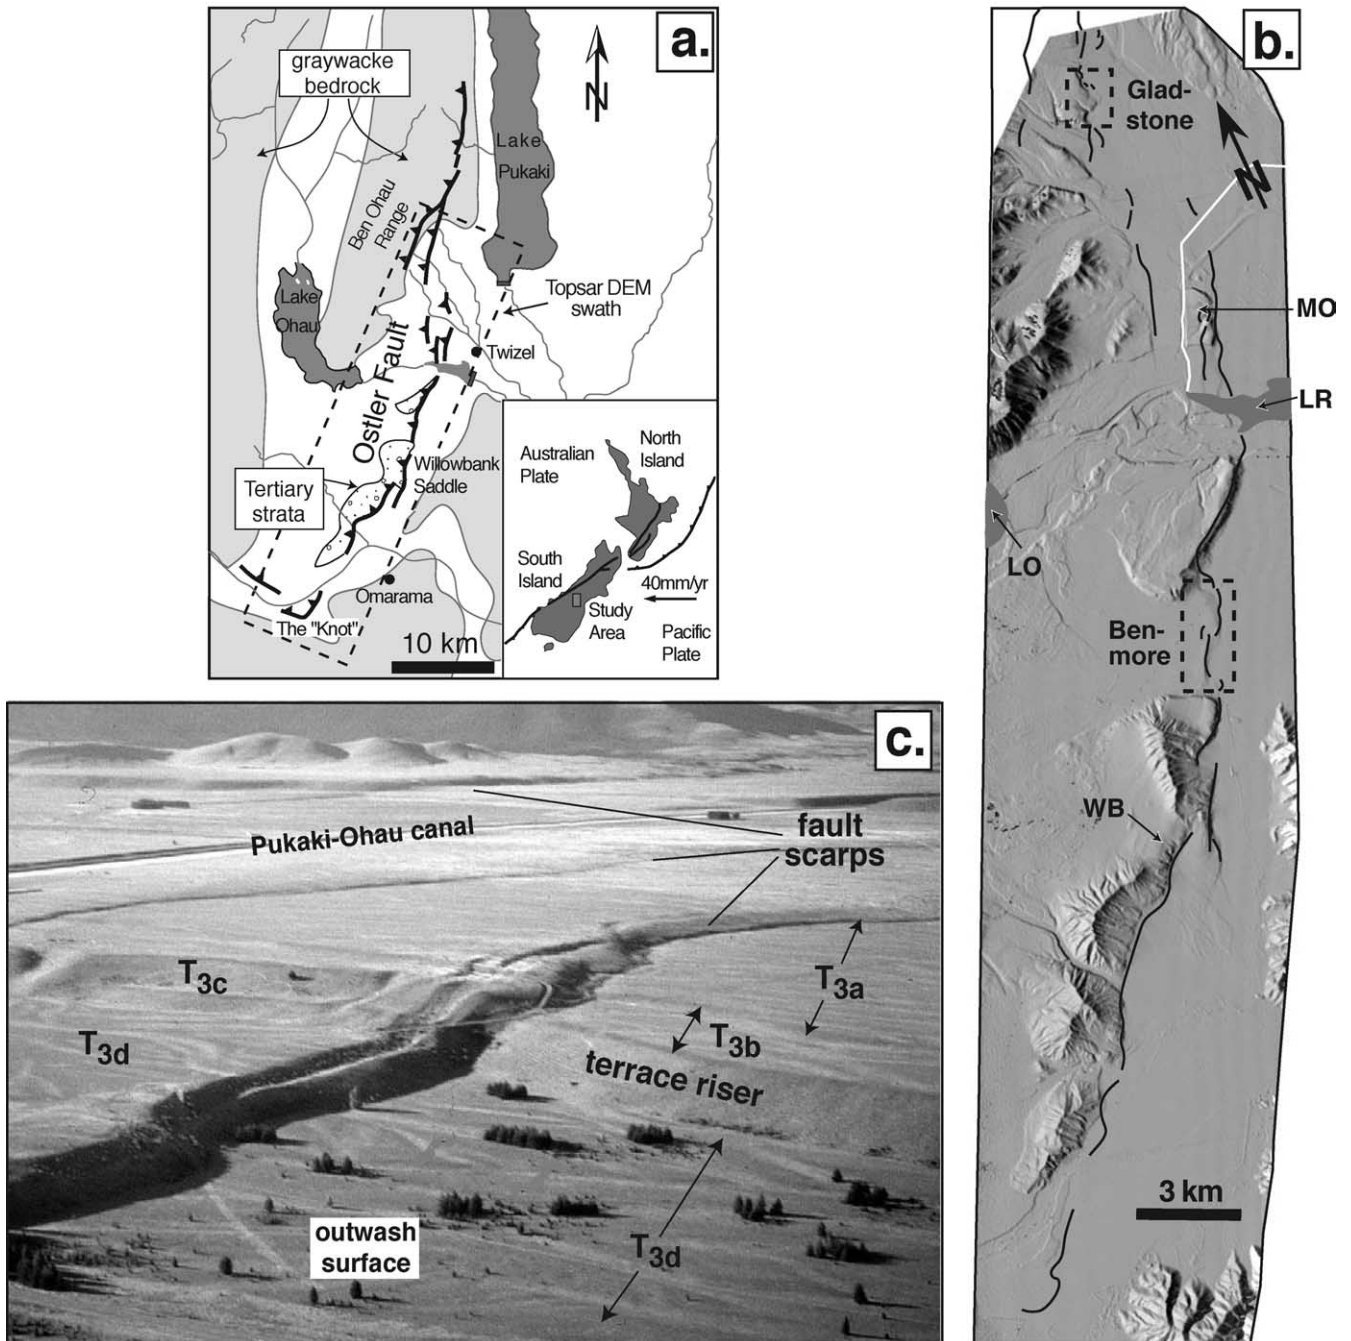 a.
graywacke
bedrock
N
Lake
Pukaki
Ben Ohau
Range
Lake
Ohau
Topsar DEM
swath
Twizel
Ostler Fault
Willowbank
Saddle
Tertiary
strata
Omarama
The "Knot"
10 km
North
Island
Australian
Plate
South
Island
40mm/yr
Study
Area
Pacific
Plate
b.
Glad-
stone
N
MO
LR
LO
Ben-
more
WB
3 km
c.
Pukaki-Ohau canal
fault
scarps
T3c
T3a
T3d
T3b
terrace riser
outwash
surface
T3d